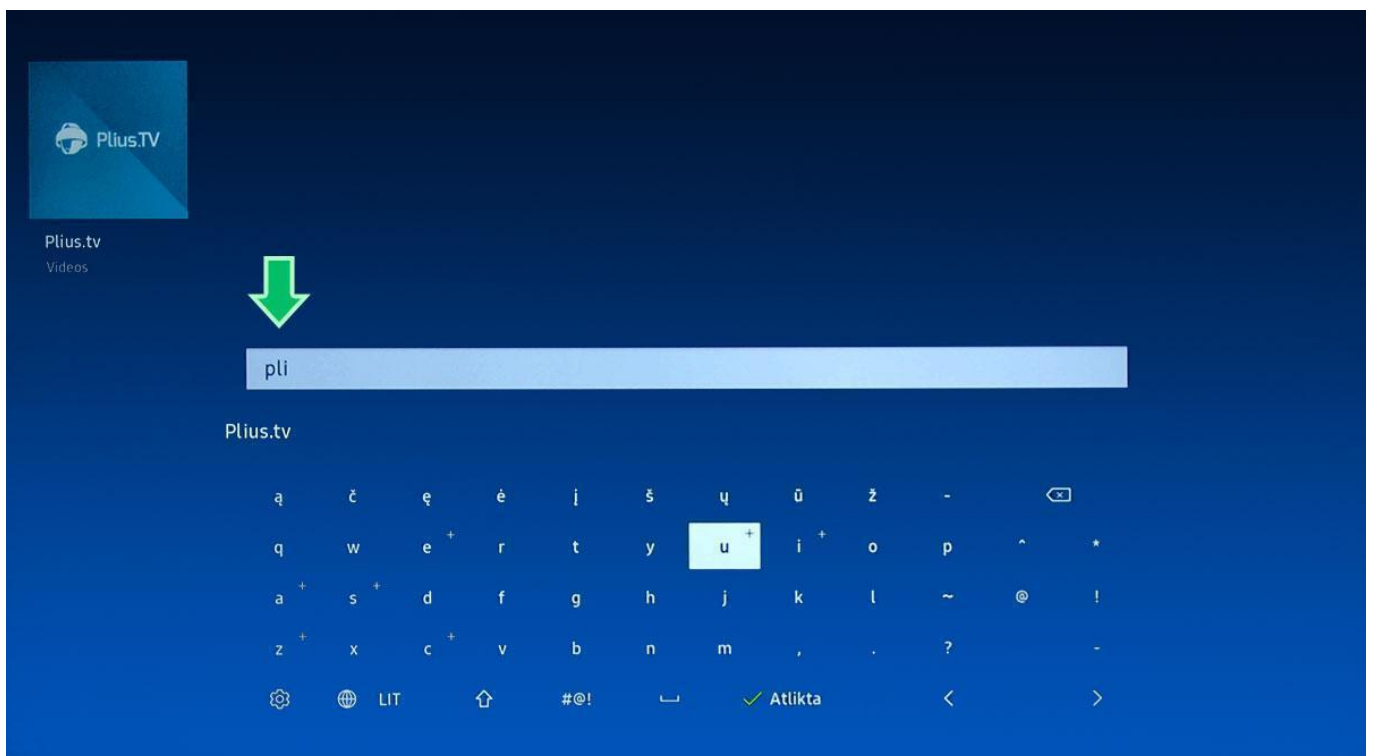 Plius.TV
Plius.tv
Videos
pli
Plius.tv
ą č ę ė į š ų ū ž -
q w e + r t y u + i + o p ^ *
a + s + d f g h j k l ~ @ !
z + x c + v b n m , . ? -
LIT #@! Atlikta < >